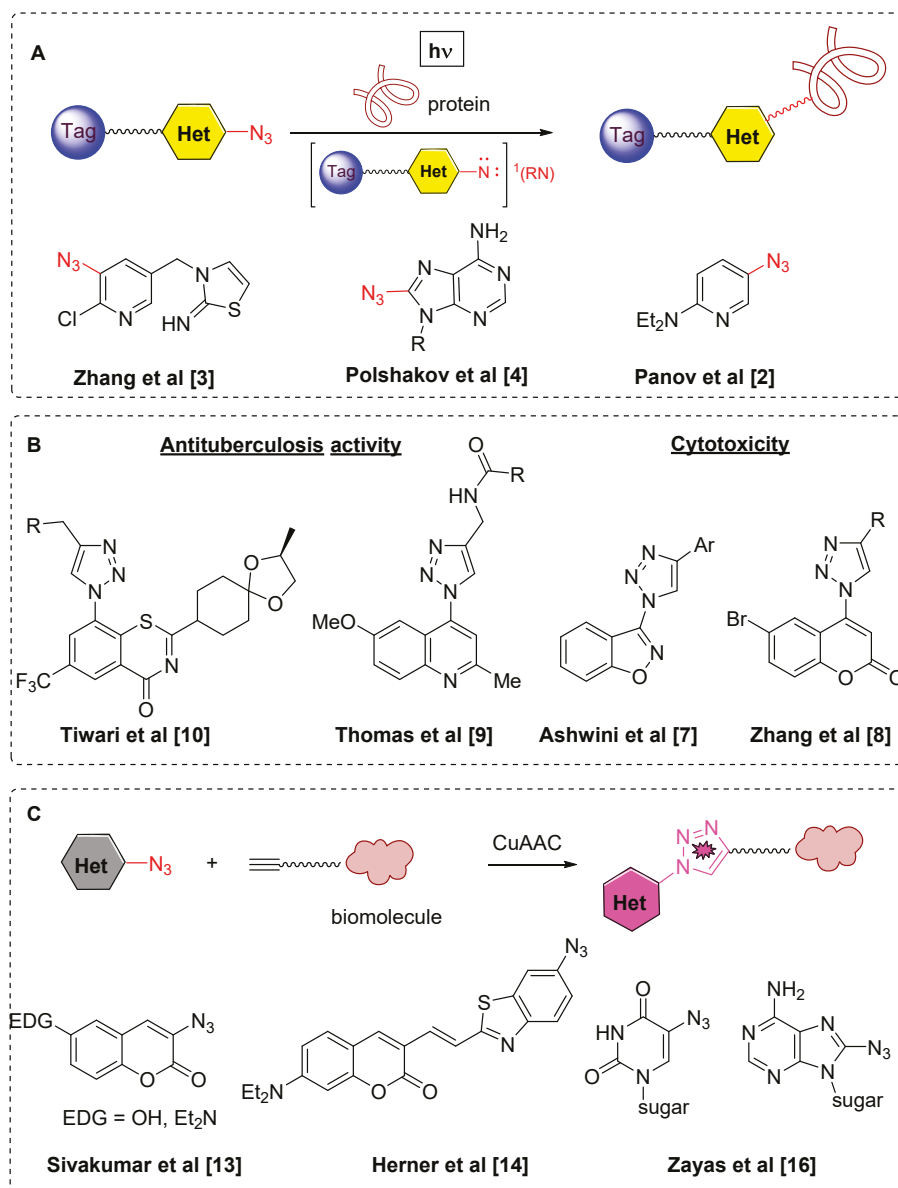 A
hν
protein
Tag
Het
N₃
Tag
Het
Tag
Het
N
¹(RN)
N₃
N
S
Cl
N
HN
NH₂
N
N
N₃
N
N
R
N₃
Et₂N
N
Zhang et al [3]
Polshakov et al [4]
Panov et al [2]
B
Antituberculosis activity
Cytotoxicity
O
R
HN
R
N
N
N
O
O
S
N
F₃C
O
N
N
N
MeO
N
Me
Ar
N
N
N
N
O
R
N
N
N
Br
O
O
Tiwari et al [10]
Thomas et al [9]
Ashwini et al [7]
Zhang et al [8]
C
Het
N₃
+
biomolecule
CuAAC
N
N
N
Het
EDG
N₃
O
O
EDG = OH, Et₂N
N₃
S
N
Et₂N
O
O
O
N₃
HN
O
N
sugar
NH₂
N
N
N₃
N
N
sugar
Sivakumar et al [13]
Herner et al [14]
Zayas et al [16]